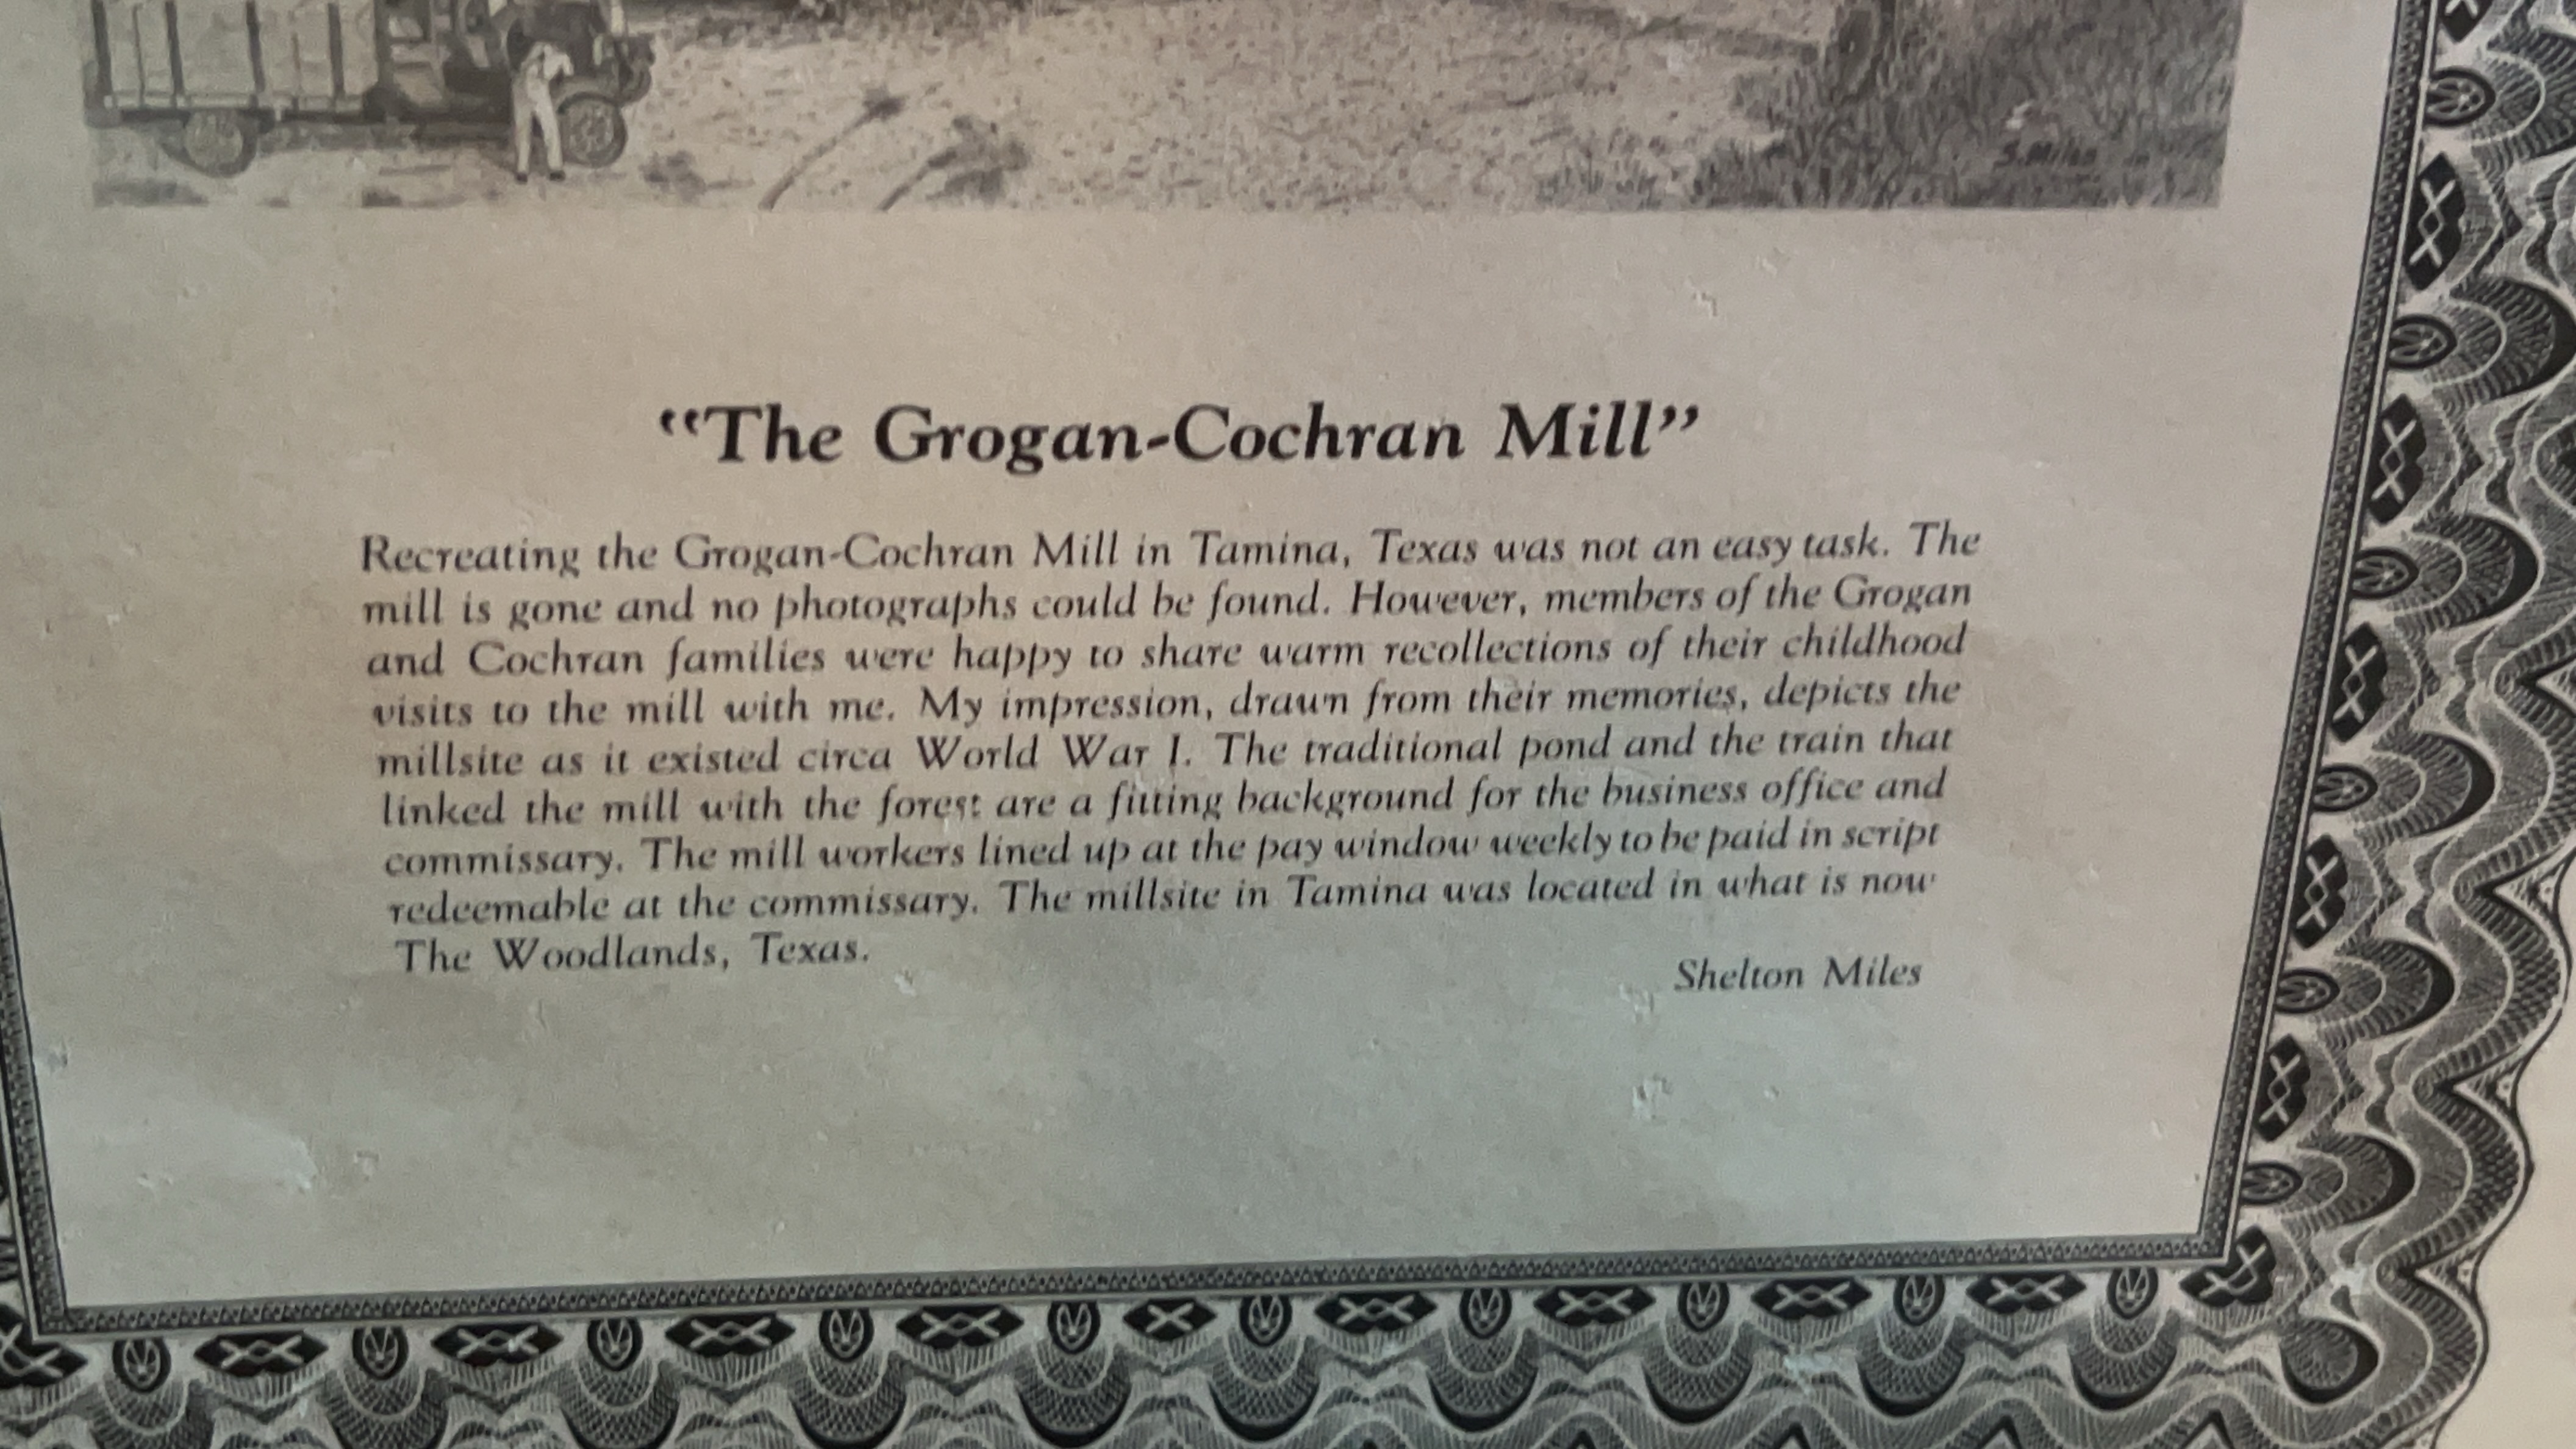 S. Miles
“The Grogan-Cochran Mill”
Recreating the Grogan-Cochran Mill in Tamina, Texas was not an easy task. The
mill is gone and no photographs could be found. However, members of the Grogan
and Cochran families were happy to share warm recollections of their childhood
visits to the mill with me. My impression, drawn from their memories, depicts the
millsite as it existed circa World War I. The traditional pond and the train that
linked the mill with the forest are a fitting background for the business office and
commissary. The mill workers lined up at the pay window weekly to be paid in script
redeemable at the commissary. The millsite in Tamina was located in what is now
The Woodlands, Texas.
Shelton Miles